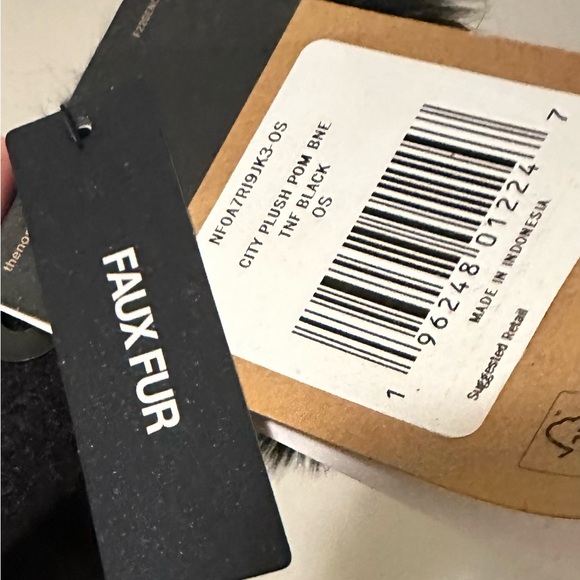 NF0A7RI9JK3-OS
CITY PLUSH POM BNE
TNF BLACK
OS
1 96248 01224 7
MADE IN INDONESIA
Suggested Retail
FAUX FUR